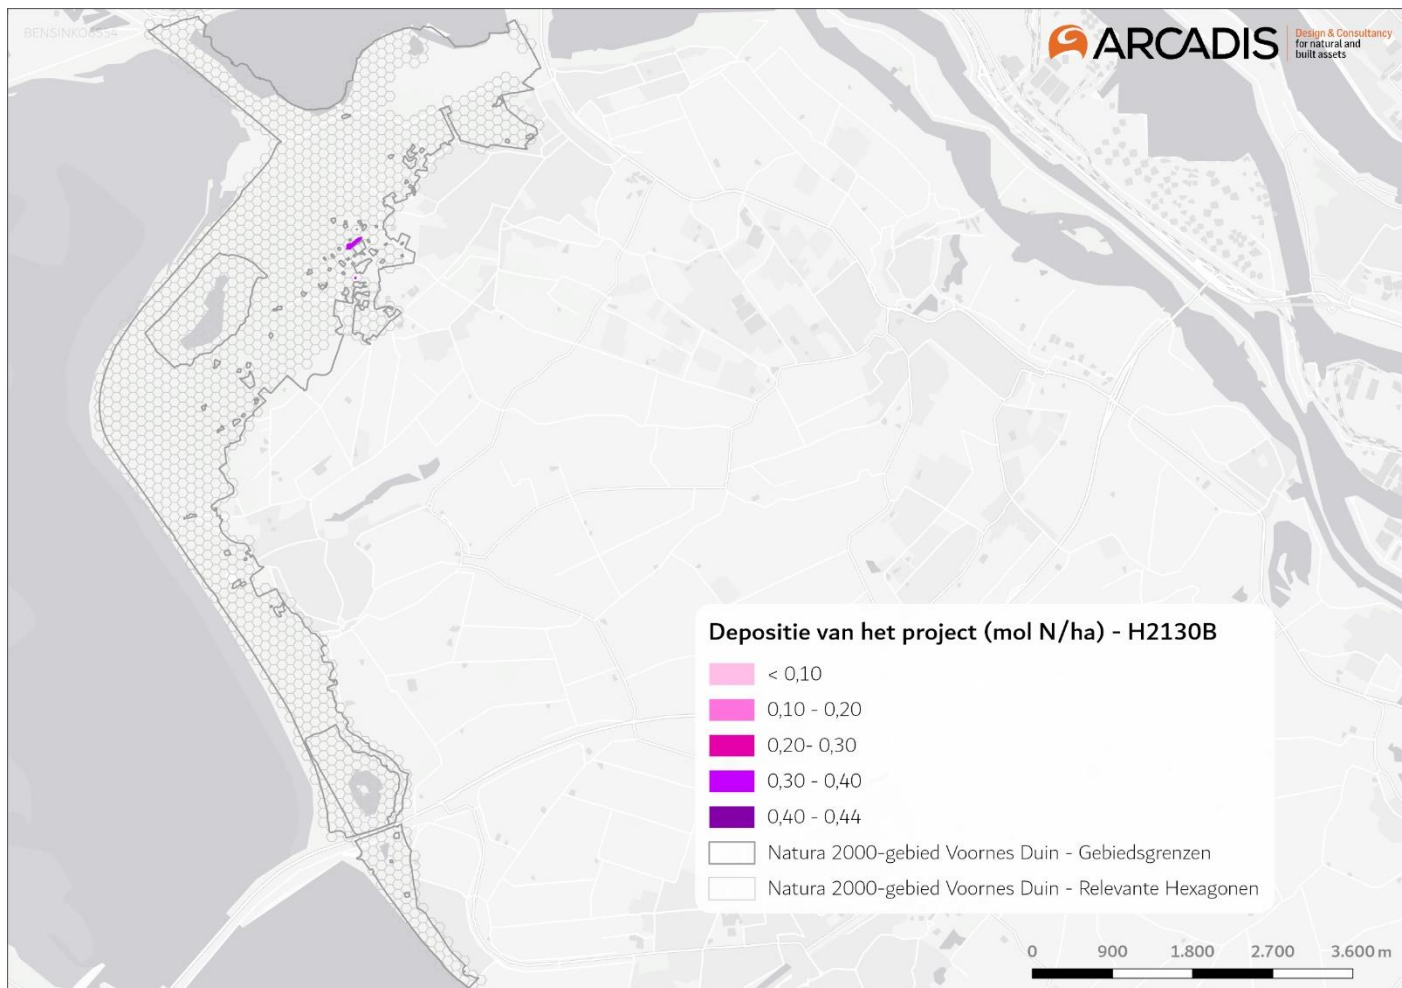 BENSINKO8554
ARCADIS
Design & Consultancy
for natural and
built assets
Depositie van het project (mol N/ha) - H2130B
< 0,10
0,10 - 0,20
0,20- 0,30
0,30 - 0,40
0,40 - 0,44
Natura 2000-gebied Voornes Duin - Gebiedsgrenzen
Natura 2000-gebied Voornes Duin - Relevante Hexagonen
0 900 1.800 2.700 3.600 m